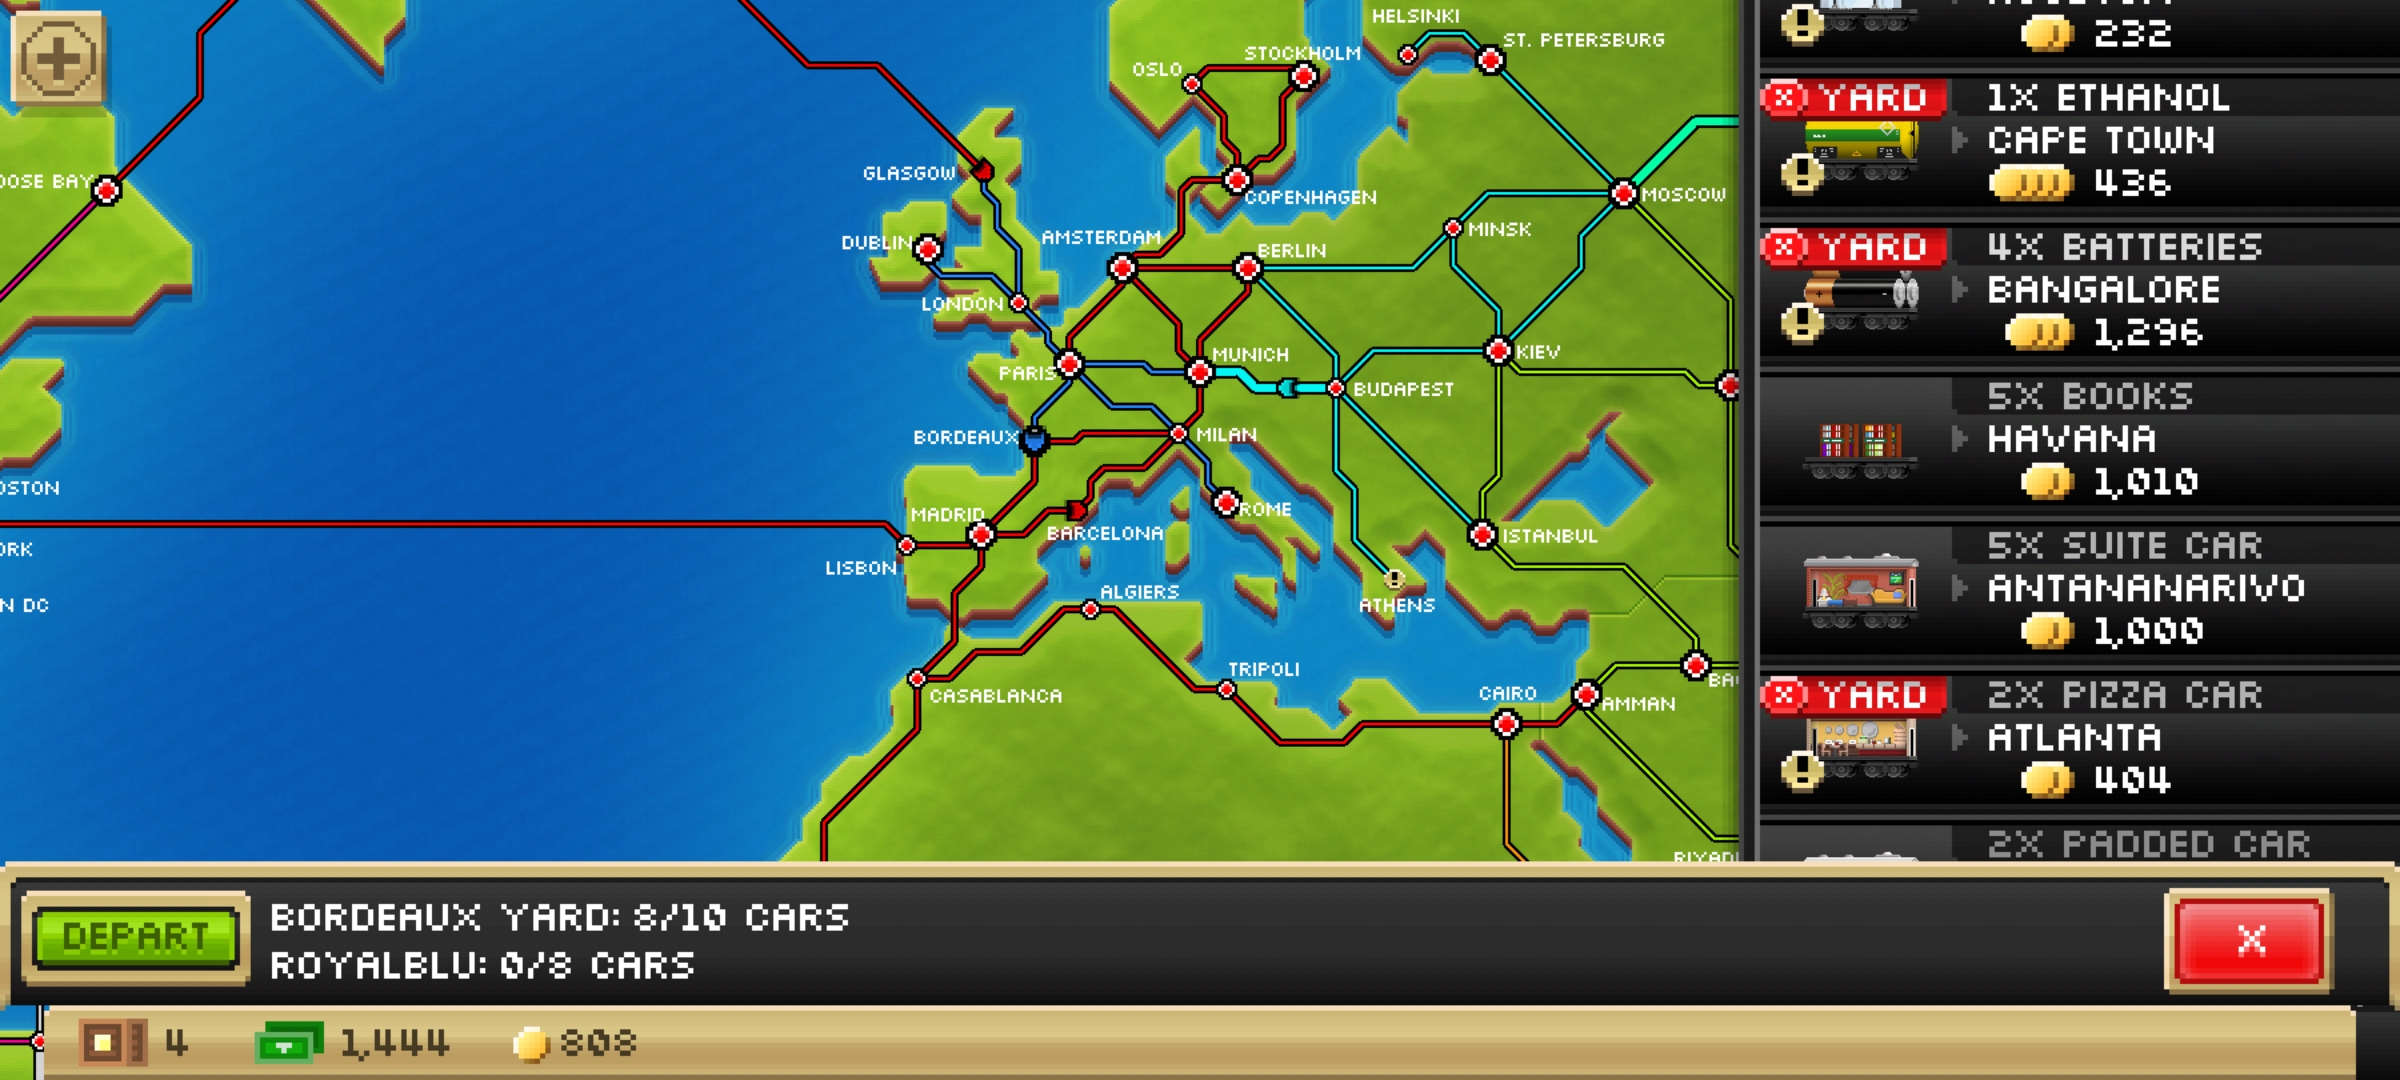 HELSINKI
ST. PETERSBURG
STOCKHOLM
OSLO
GLASGOW
OOSE BAY
COPENHAGEN
MOSCOW
MINSK
DUBLIN
AMSTERDAM
BERLIN
LONDON
MUNICH
KIEV
PARIS
BUDAPEST
BORDEAUX
MILAN
OSTON
MADRID
ROME
BARCELONA
ISTANBUL
ORK
LISBON
ALGIERS
ATHENS
N DC
TRIPOLI
BA
CASABLANCA
CAIRO
AMMAN
RIYAD
232
YARD
1X ETHANOL
CAPE TOWN
436
YARD
4X BATTERIES
BANGALORE
1,296
5X BOOKS
HAVANA
1,010
5X SUITE CAR
ANTANANARIVO
1,000
YARD
2X PIZZA CAR
ATLANTA
404
2X PADDED CAR
DEPART
BORDEAUX YARD: 8/10 CARS
ROYALBLU: 0/8 CARS
X
4
1,444
808